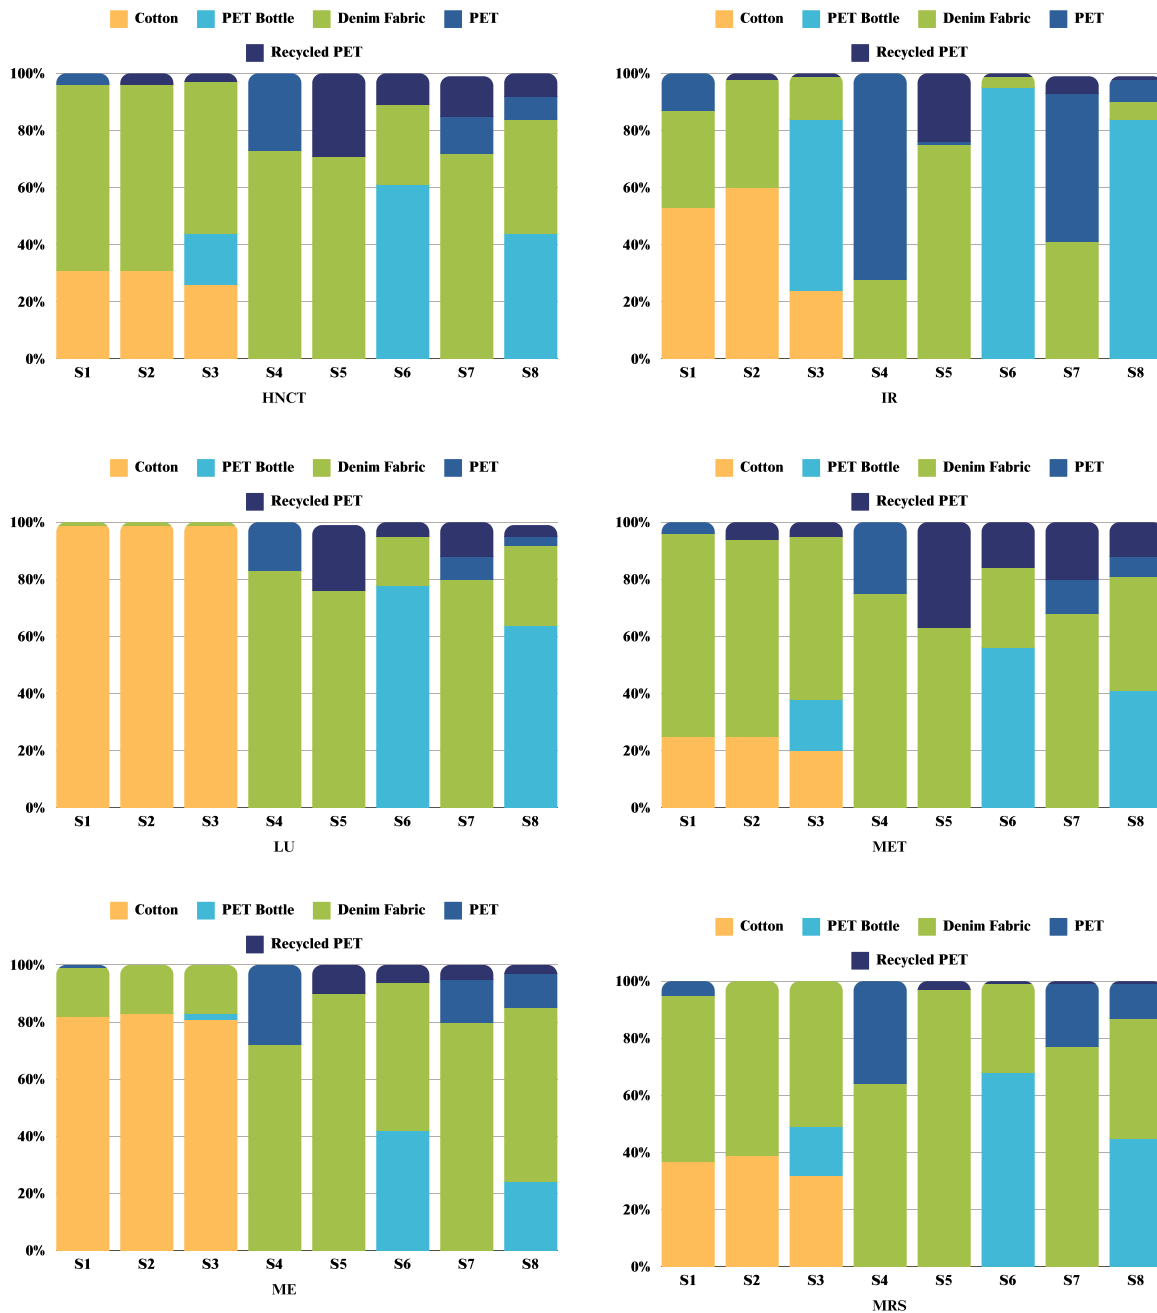 Cotton PET Bottle Denim Fabric PET
Recycled PET
100%
80%
60%
40%
20%
0%
S1 S2 S3 S4 S5 S6 S7 S8
HNCT
Cotton PET Bottle Denim Fabric PET
Recycled PET
100%
80%
60%
40%
20%
0%
S1 S2 S3 S4 S5 S6 S7 S8
IR
Cotton PET Bottle Denim Fabric PET
Recycled PET
100%
80%
60%
40%
20%
0%
S1 S2 S3 S4 S5 S6 S7 S8
LU
Cotton PET Bottle Denim Fabric PET
Recycled PET
100%
80%
60%
40%
20%
0%
S1 S2 S3 S4 S5 S6 S7 S8
MET
Cotton PET Bottle Denim Fabric PET
Recycled PET
100%
80%
60%
40%
20%
0%
S1 S2 S3 S4 S5 S6 S7 S8
ME
Cotton PET Bottle Denim Fabric PET
Recycled PET
100%
80%
60%
40%
20%
0%
S1 S2 S3 S4 S5 S6 S7 S8
MRS